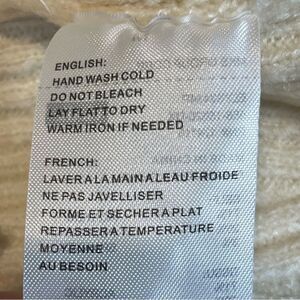 ENGLISH:
HAND WASH COLD
DO NOT BLEACH
LAY FLAT TO DRY
WARM IRON IF NEEDED
FRENCH:
LAVER A LA MAIN A LEAU FROIDE
NE PAS JAVELLISER
FORME ET SECHER A PLAT
REPASSER A TEMPERATURE
MOYENNE
AU BESOIN